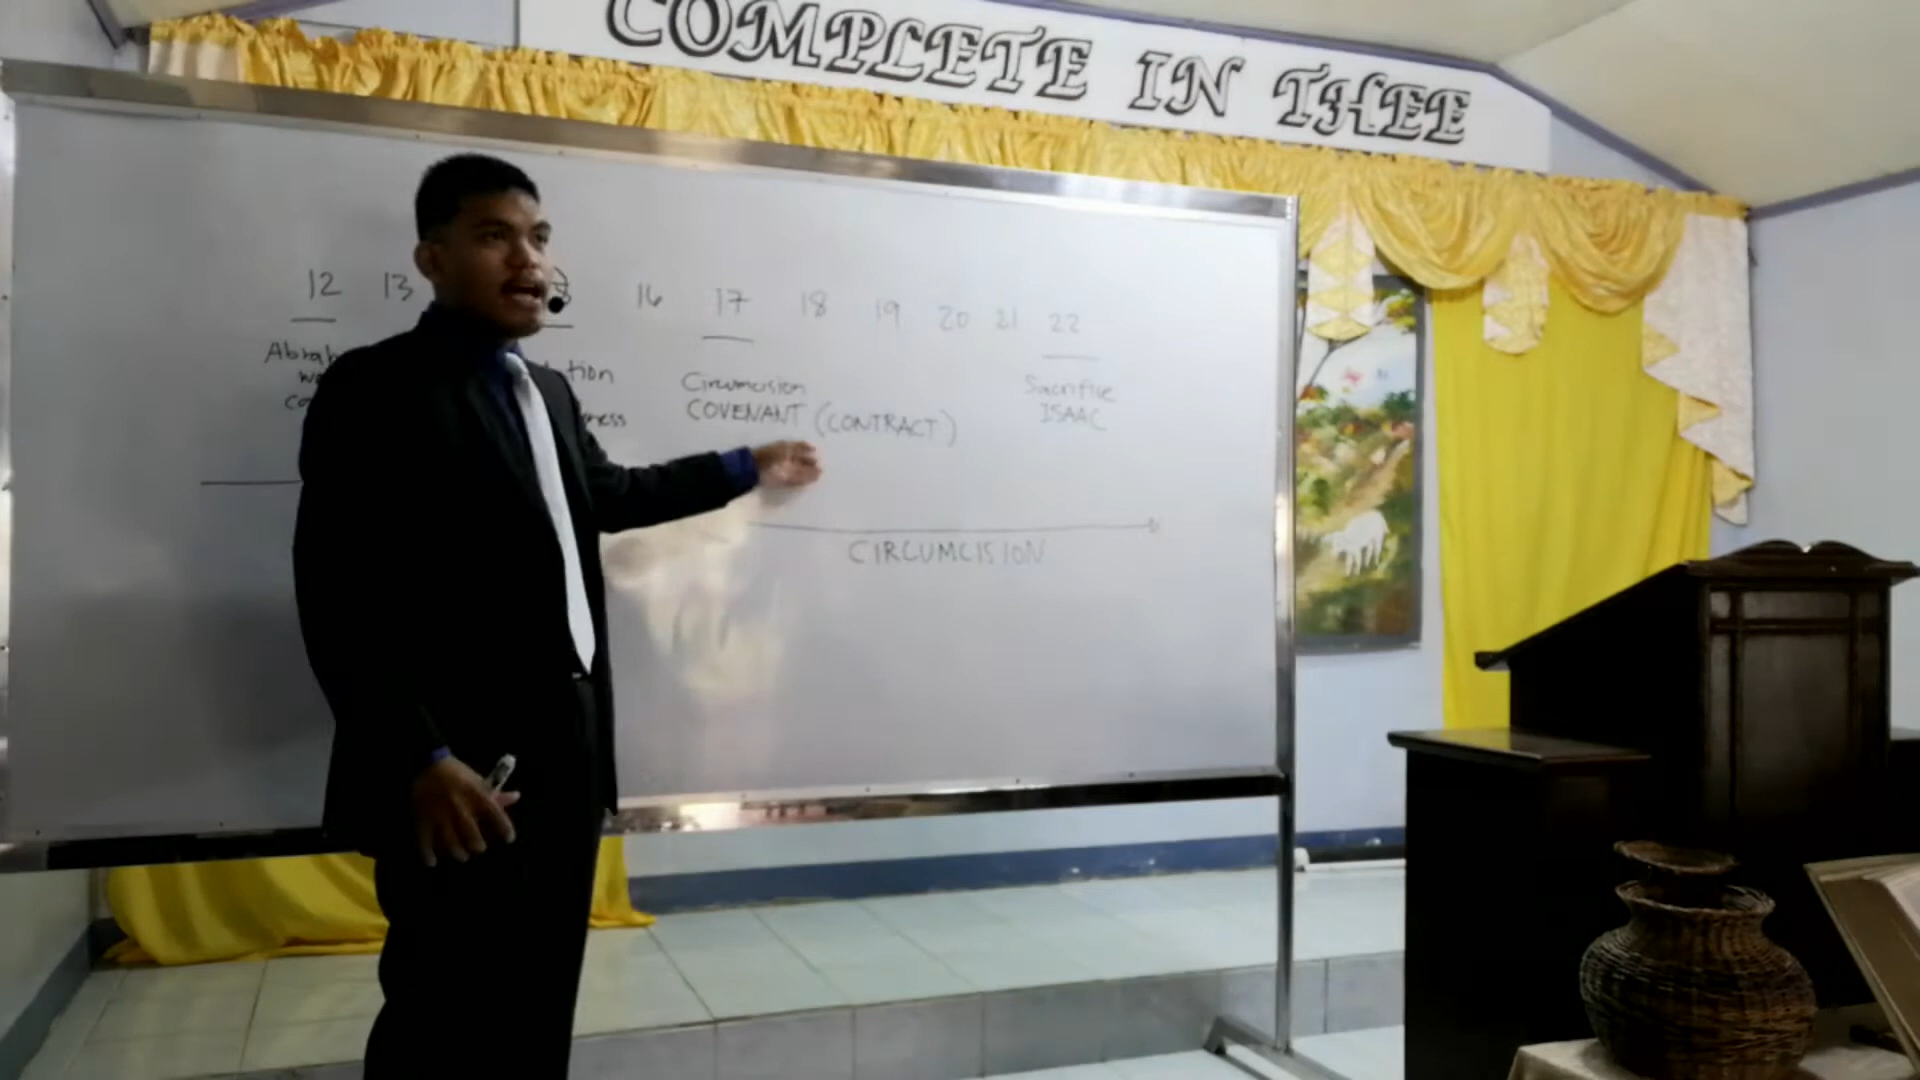 COMPLETE IN THEE
12 13 16 17 18 19 20 21 22
Circumcision
COVENANT (CONTRACT)
Sacrifice
ISAAC
CIRCUMCISION